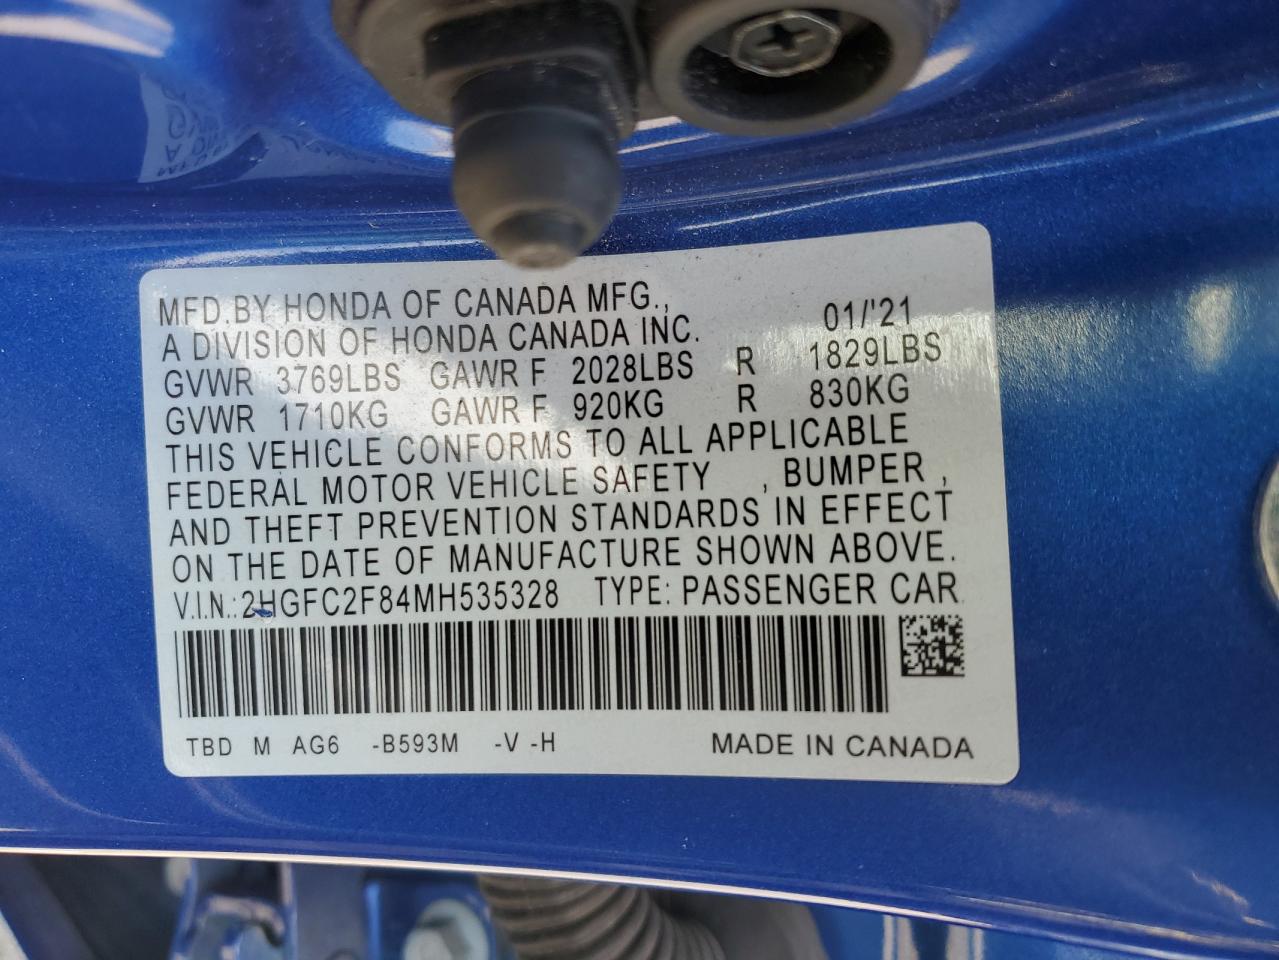 MFD. BY HONDA OF CANADA MFG.,
A DIVISION OF HONDA CANADA INC. 01/'21
GVWR 3769LBS GAWR F 2028LBS R 1829LBS
GVWR 1710KG GAWR F 920KG R 830KG
THIS VEHICLE CONFORMS TO ALL APPLICABLE
FEDERAL MOTOR VEHICLE SAFETY , BUMPER ,
AND THEFT PREVENTION STANDARDS IN EFFECT
ON THE DATE OF MANUFACTURE SHOWN ABOVE.
V.I.N.: 2HGFC2F84MH535328 TYPE: PASSENGER CAR
TBD M AG6 -B593M -V -H MADE IN CANADA